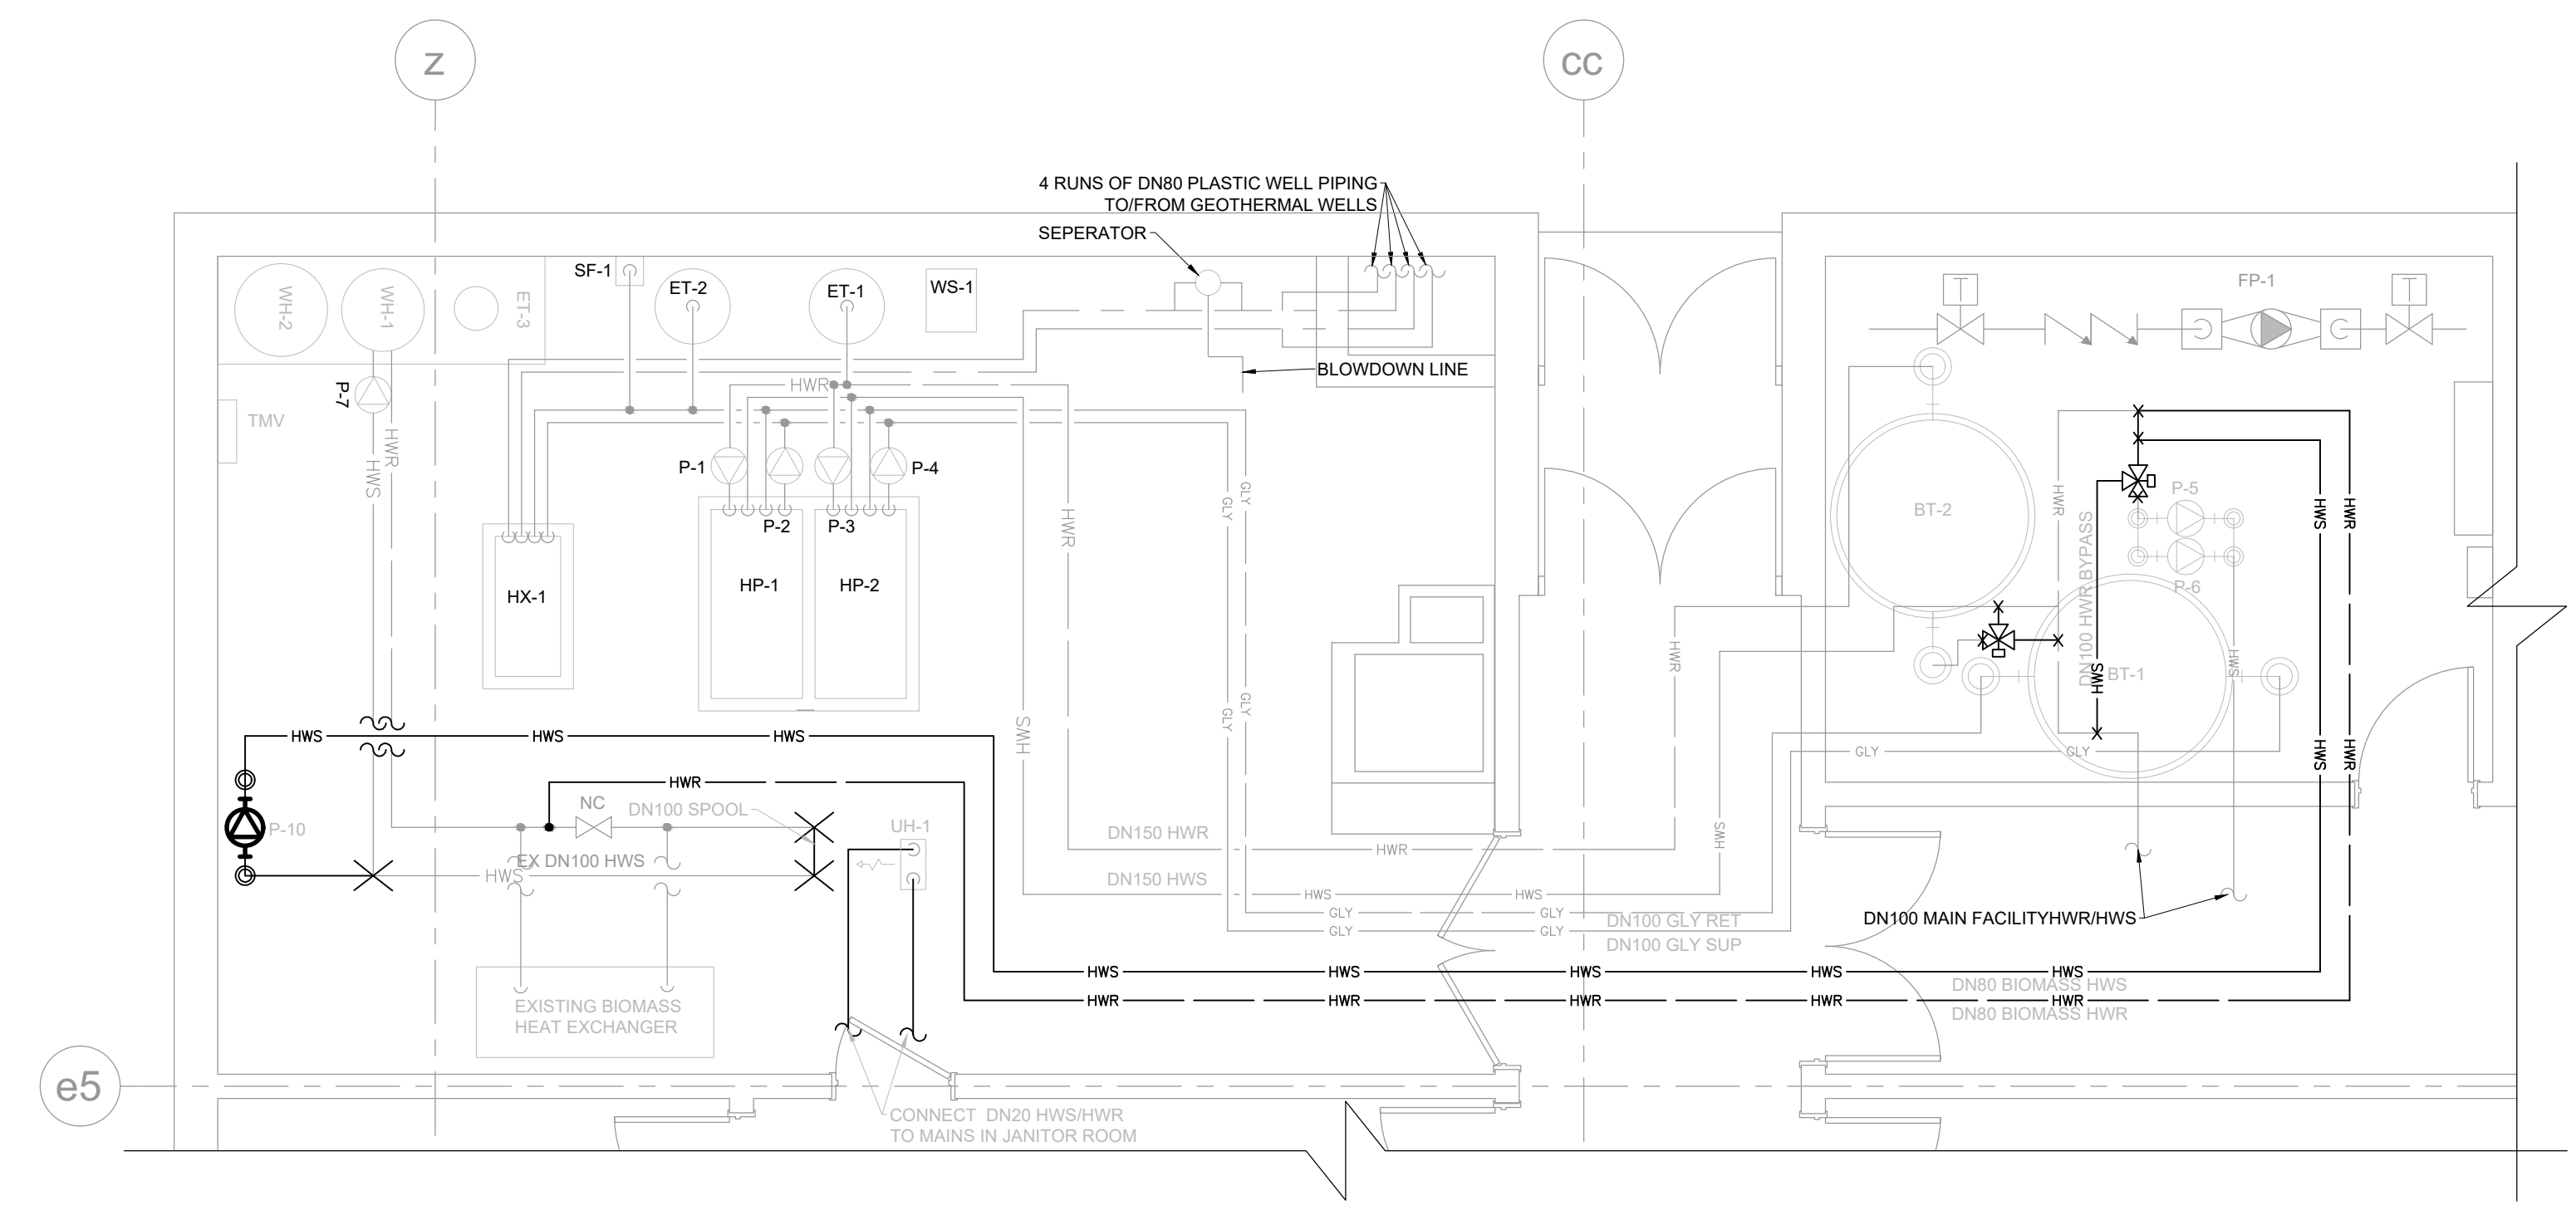 z
cc
4 RUNS OF DN80 PLASTIC WELL PIPING
TO/FROM GEOTHERMAL WELLS
SEPERATOR
SF-1
WH-2
WH-1
ET-3
ET-2
ET-1
WS-1
FP-1
T
T
BLOWDOWN LINE
HWR
P-7
TMV
HWR
HWS
P-1
P-4
P-2
P-3
HX-1
HP-1
HP-2
GLY
GLY
HWR
GLY
GLY
HWS
BT-2
HWR
DN100 HWR BYPASS
P-5
P-6
HWS
HWS
HWR
HWR
HWS
BT-1
HWS
HWS
HWS
HWS
GLY
GLY
HWS
HWR
HWR
NC
DN100 SPOOL
P-10
UH-1
EX DN100 HWS
HWS
DN150 HWR
HWR
HWS
DN150 HWS
HWS
HWS
GLY
GLY
DN100 GLY RET
GLY
GLY
DN100 GLY SUP
DN100 MAIN FACILITYHWR/HWS
HWS
HWS
HWS
HWS
HWS
DN80 BIOMASS HWS
HWR
HWR
HWR
HWR
HWR
DN80 BIOMASS HWR
EXISTING BIOMASS
HEAT EXCHANGER
e5
CONNECT DN20 HWS/HWR
TO MAINS IN JANITOR ROOM